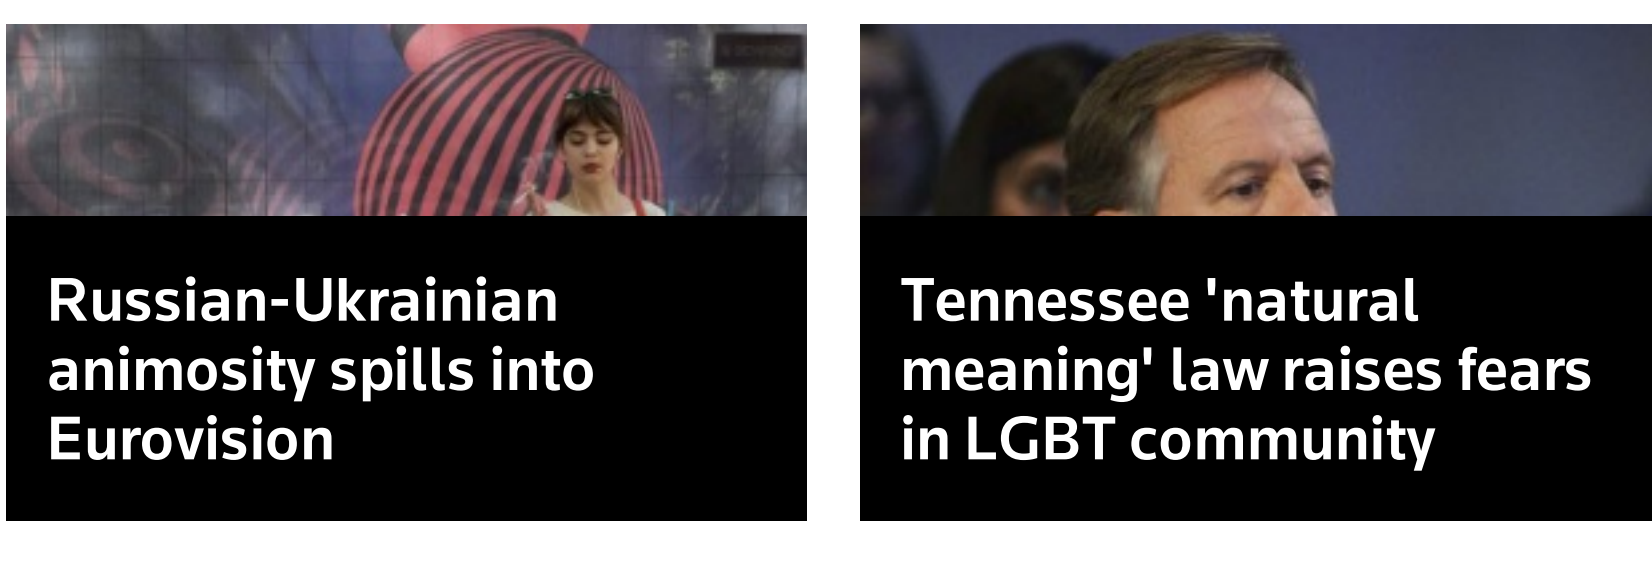 Russian-Ukrainian
animosity spills into
Eurovision
Tennessee 'natural
meaning' law raises fears
in LGBT community